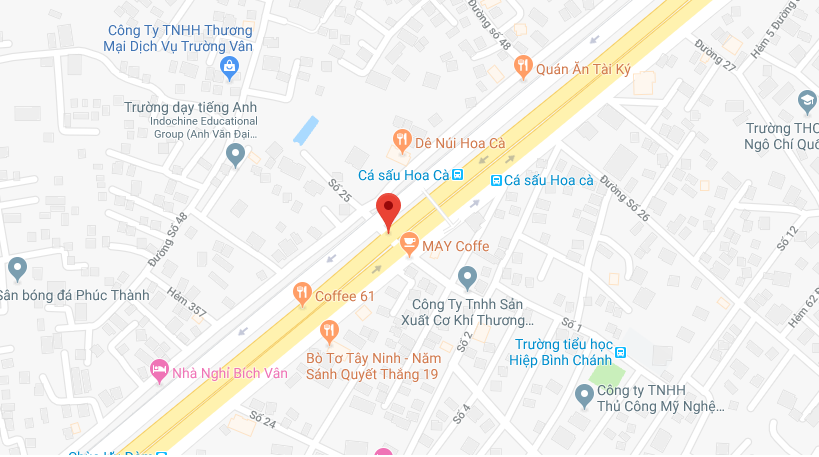 Đường số 48
Hẻm 5 Đường
Đường 27
Công Ty TNHH Thương
Mại Dịch Vụ Trường Vân
Quán Ăn Tài Ký
Trường dạy tiếng Anh
Indochine Educational
Group (Anh Văn Đại...
Dê Núi Hoa Cà
Trường THC
Ngô Chí Quố
Cá sấu Hoa Cà
Cá sấu Hoa cà
Số 25
Đường Số 26
Đường Số 48
MAY Coffe
Số 12
Sân bóng đá Phúc Thành
Hẻm 357
Coffee 61
Công Ty Tnhh Sản
Xuất Cơ Khí Thương...
Hẻm 62
Số 1
Số 2
Trường tiểu học
Hiệp Bình Chánh
Bò Tơ Tây Ninh - Năm
Sánh Quyết Thắng 19
Nhà Nghỉ Bích Vân
Công ty TNHH
Thủ Công Mỹ Nghệ...
Số 24
Số 4